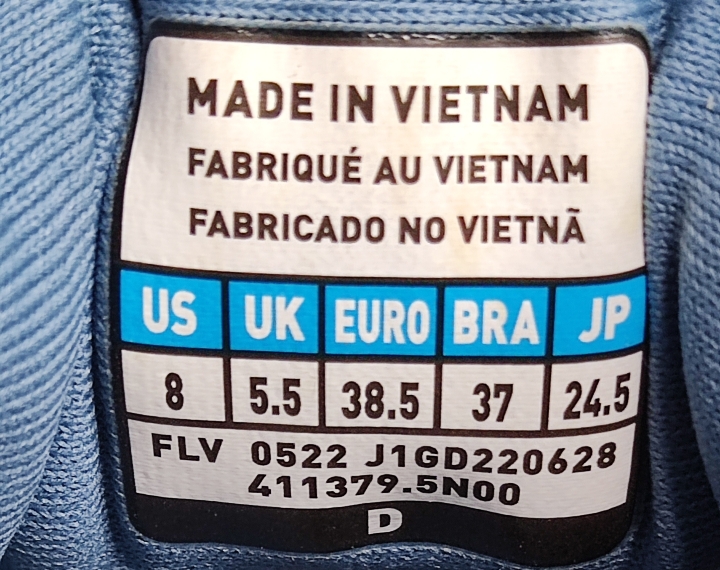 MADE IN VIETNAM
FABRIQUÉ AU VIETNAM
FABRICADO NO VIETNÃ
US UK EURO BRA JP
8 5.5 38.5 37 24.5
FLV 0522 J1GD220628
411379.5N00
D